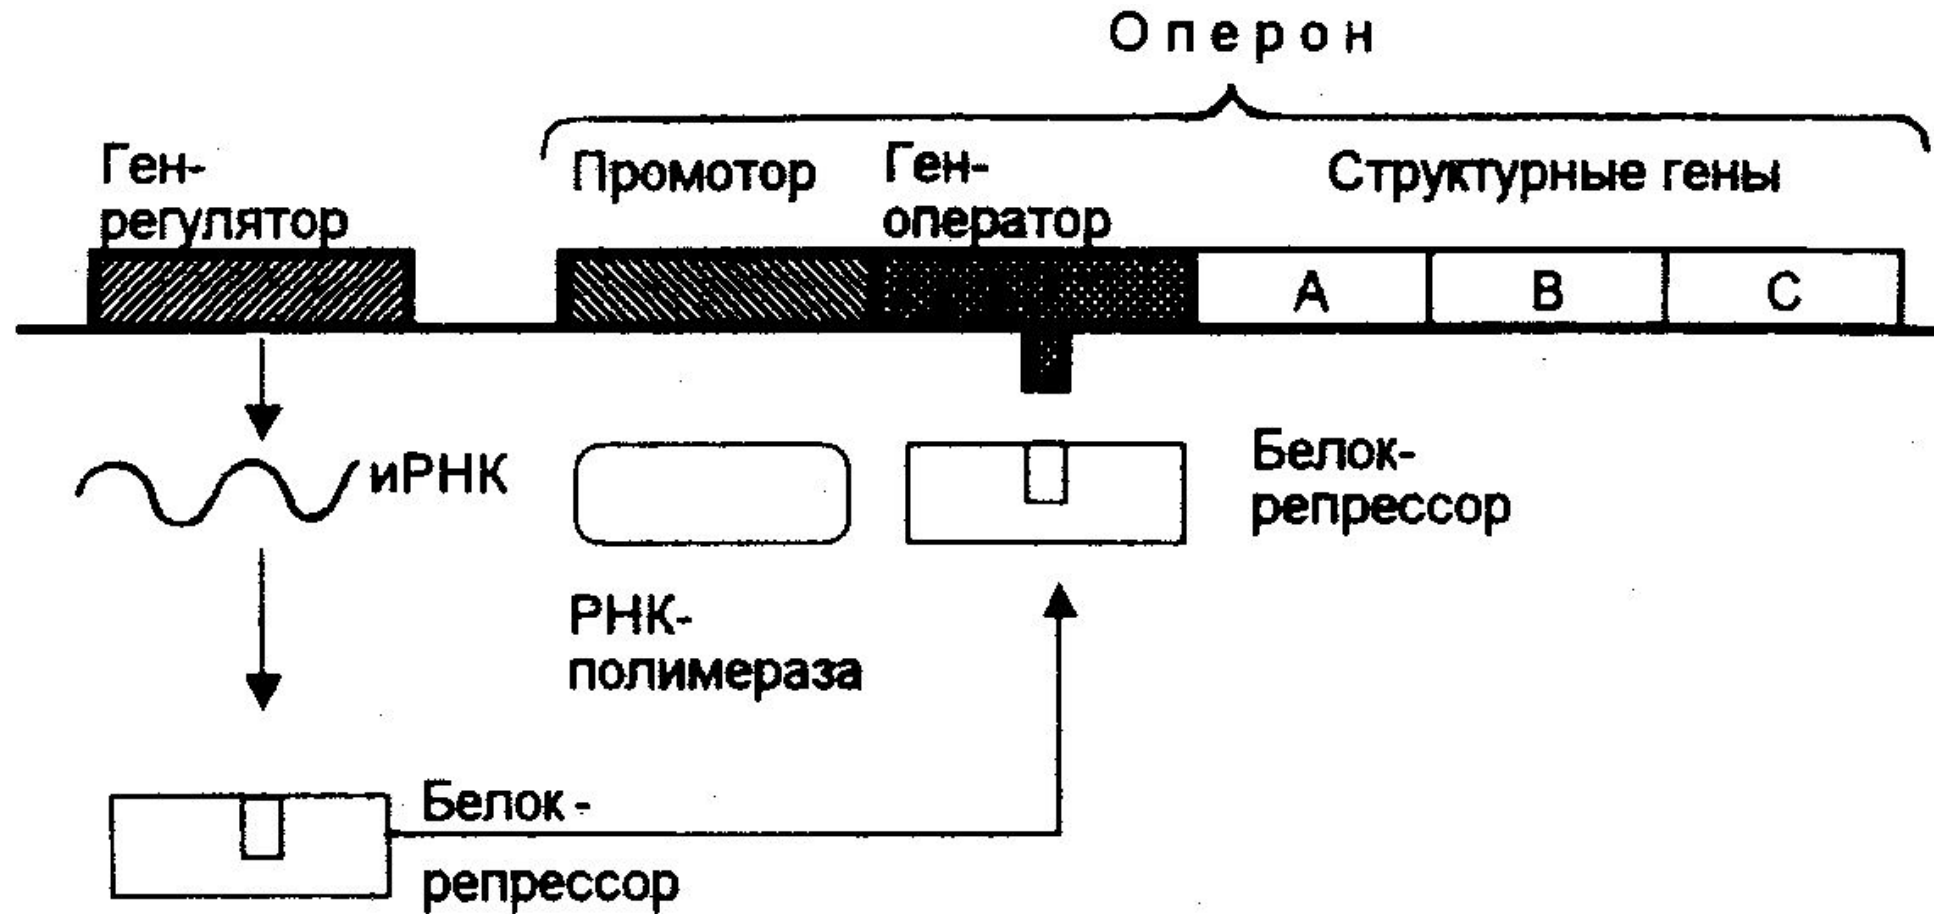 Оперон
Ген-
регулятор
Промотор
Ген-
оператор
Структурные гены
A
B
C
иРНК
Белок-
репрессор
РНК-
полимераза
Белок -
репрессор